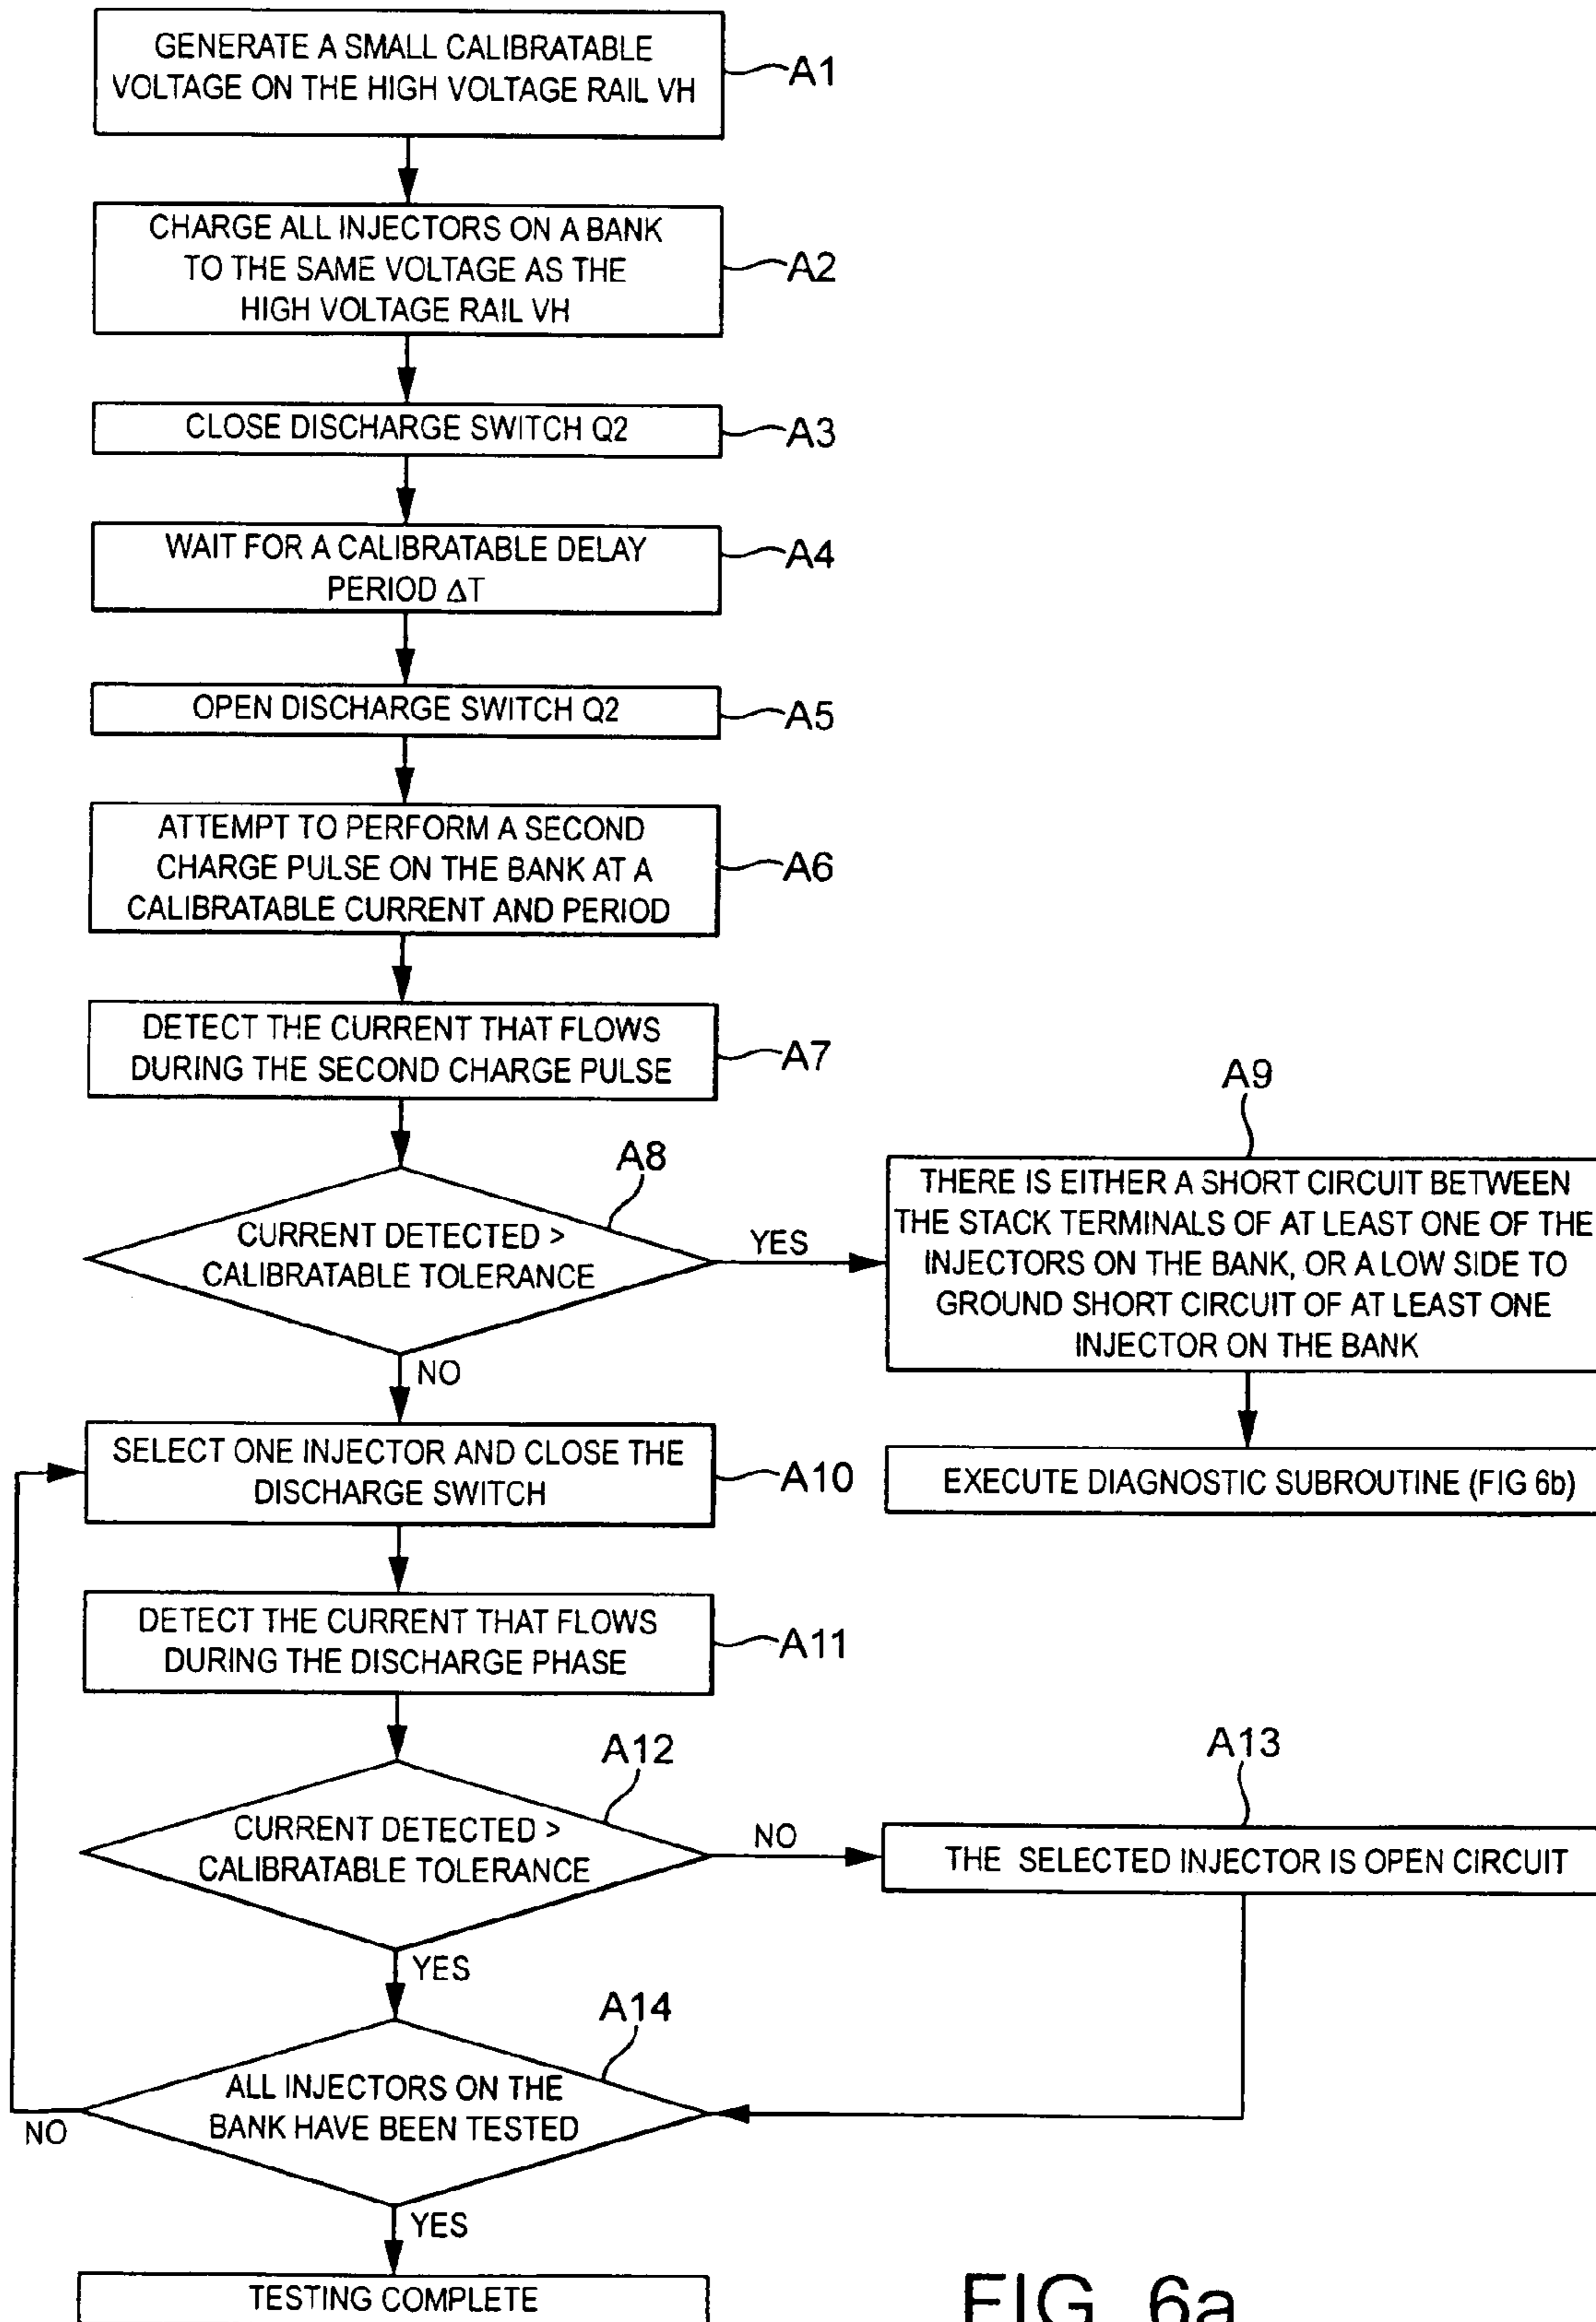 GENERATE A SMALL CALIBRATABLE
VOLTAGE ON THE HIGH VOLTAGE RAIL VH
A1
CHARGE ALL INJECTORS ON A BANK
TO THE SAME VOLTAGE AS THE
HIGH VOLTAGE RAIL VH
A2
CLOSE DISCHARGE SWITCH Q2
A3
WAIT FOR A CALIBRATABLE DELAY
PERIOD ΔT
A4
OPEN DISCHARGE SWITCH Q2
A5
ATTEMPT TO PERFORM A SECOND
CHARGE PULSE ON THE BANK AT A
CALIBRATABLE CURRENT AND PERIOD
A6
DETECT THE CURRENT THAT FLOWS
DURING THE SECOND CHARGE PULSE
A7
A8
CURRENT DETECTED >
CALIBRATABLE TOLERANCE
YES
NO
A9
THERE IS EITHER A SHORT CIRCUIT BETWEEN
THE STACK TERMINALS OF AT LEAST ONE OF THE
INJECTORS ON THE BANK, OR A LOW SIDE TO
GROUND SHORT CIRCUIT OF AT LEAST ONE
INJECTOR ON THE BANK
EXECUTE DIAGNOSTIC SUBROUTINE (FIG 6b)
SELECT ONE INJECTOR AND CLOSE THE
DISCHARGE SWITCH
A10
DETECT THE CURRENT THAT FLOWS
DURING THE DISCHARGE PHASE
A11
A12
CURRENT DETECTED >
CALIBRATABLE TOLERANCE
NO
YES
A13
THE SELECTED INJECTOR IS OPEN CIRCUIT
A14
ALL INJECTORS ON THE
BANK HAVE BEEN TESTED
NO
YES
TESTING COMPLETE
FIG 6a